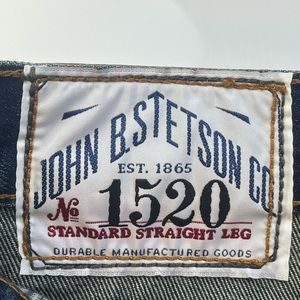 JOHN B. STETSON CO
EST. 1865
No 1520
STANDARD STRAIGHT LEG
DURABLE MANUFACTURED GOODS